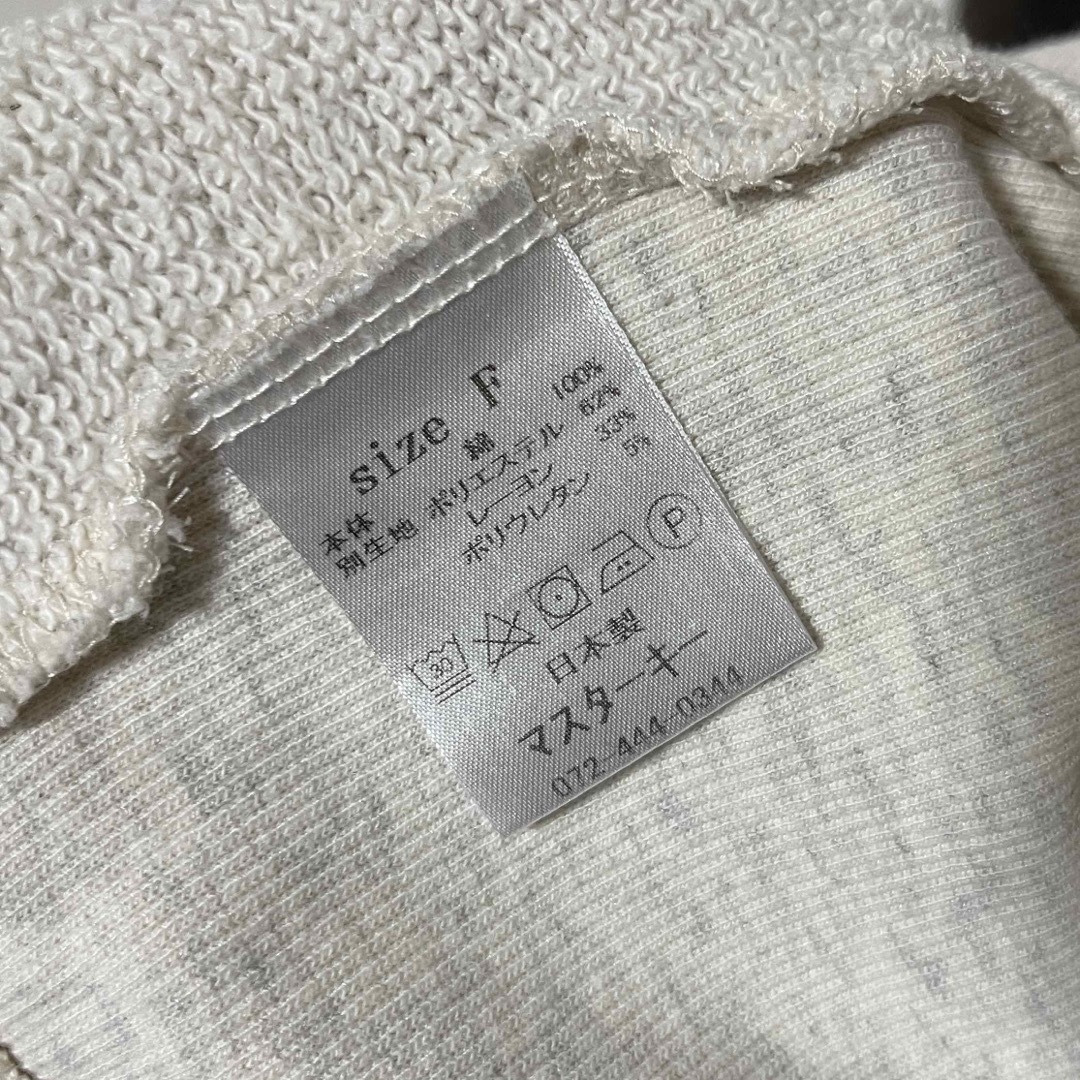 size F
本体 綿 100%
別生地 ポリエステル 62%
レーヨン 33%
ポリウレタン 5%
30 P
日本製
マスターキー
072-444-0344